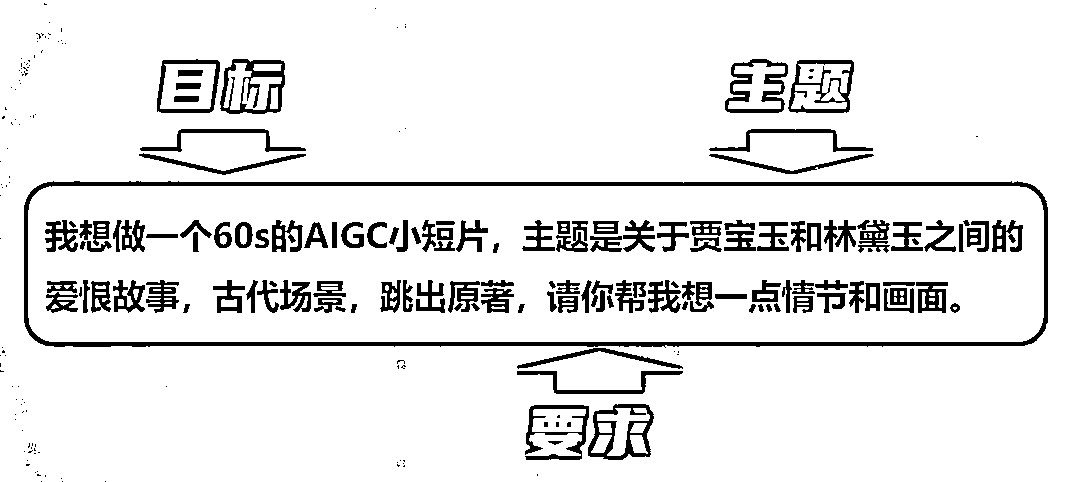 目标
主题
我想做一个60s的AIGC小短片，主题是关于贾宝玉和林黛玉之间的
爱恨故事，古代场景，跳出原著，请你帮我想一点情节和画面。
要求